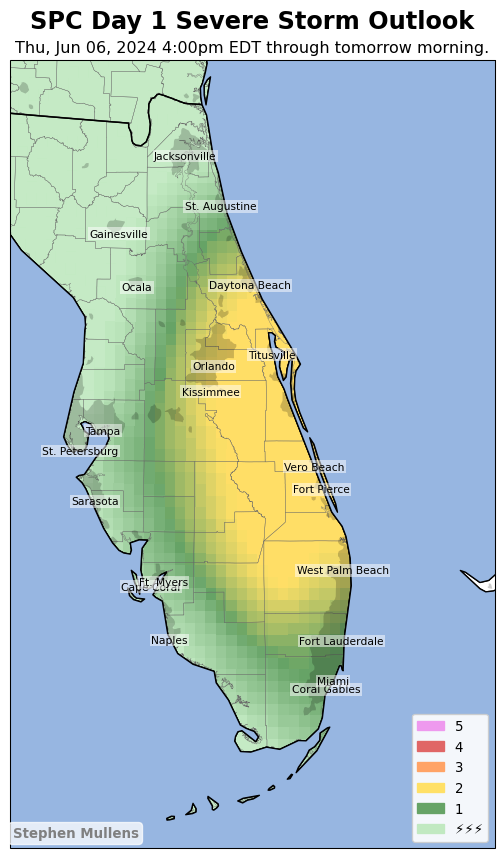 SPC Day 1 Severe Storm Outlook
Thu, Jun 06, 2024 4:00pm EDT through tomorrow morning.
Jacksonville
St. Augustine
Gainesville
Ocala
Daytona Beach
Titusville
Orlando
Kissimmee
Tampa
St. Petersburg
Vero Beach
Fort Pierce
Sarasota
West Palm Beach
Ft. Myers
Cape Coral
Naples
Fort Lauderdale
Miami
Coral Gables
5
4
3
2
1
⚡⚡⚡
Stephen Mullens